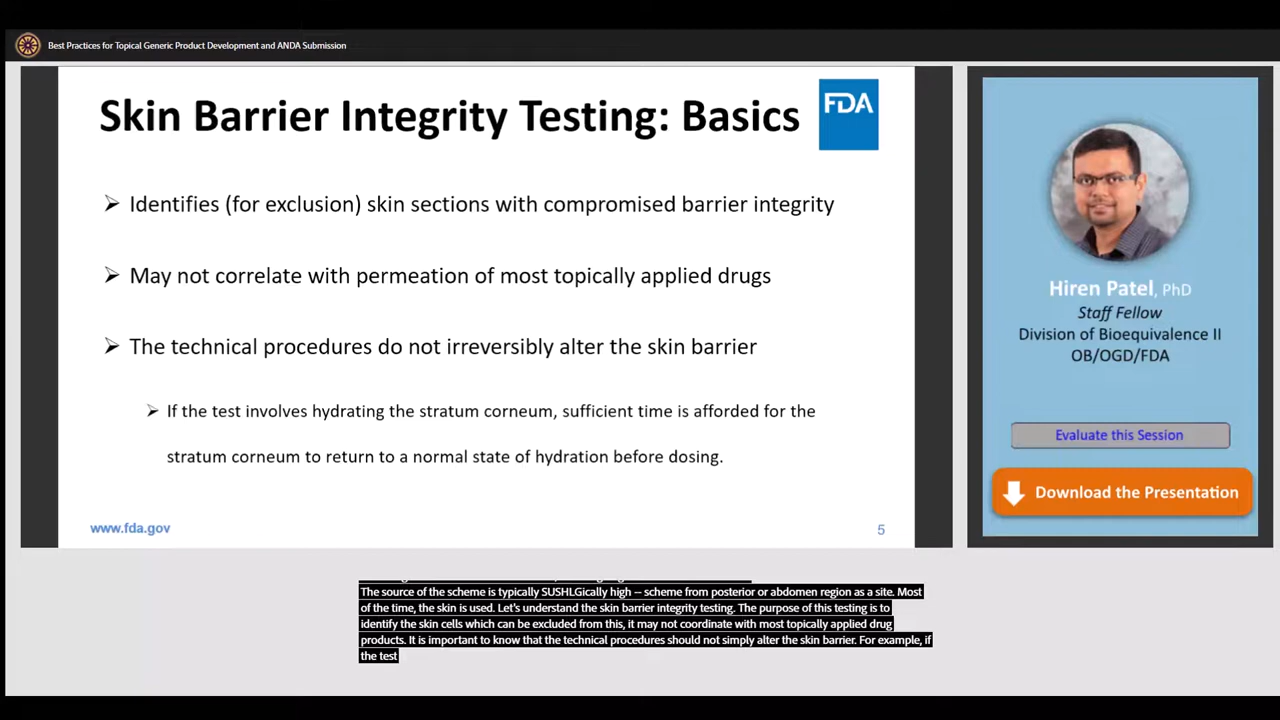 Best Practices for Topical Generic Product Development and ANDA Submission
Skin Barrier Integrity Testing: Basics
FDA
➢ Identifies (for exclusion) skin sections with compromised barrier integrity
➢ May not correlate with permeation of most topically applied drugs
➢ The technical procedures do not irreversibly alter the skin barrier
➢ If the test involves hydrating the stratum corneum, sufficient time is afforded for the
stratum corneum to return to a normal state of hydration before dosing.
www.fda.gov
5
Hiren Patel, PhD
Staff Fellow
Division of Bioequivalence II
OB/OGD/FDA
Evaluate this Session
Download the Presentation
The source of the scheme is typically SUSHLGically high -- scheme from posterior or abdomen region as a site. Most
of the time, the skin is used. Let's understand the skin barrier integrity testing. The purpose of this testing is to
identify the skin cells which can be excluded from this, it may not coordinate with most topically applied drug
products. It is important to know that the technical procedures should not simply alter the skin barrier. For example, if
the test